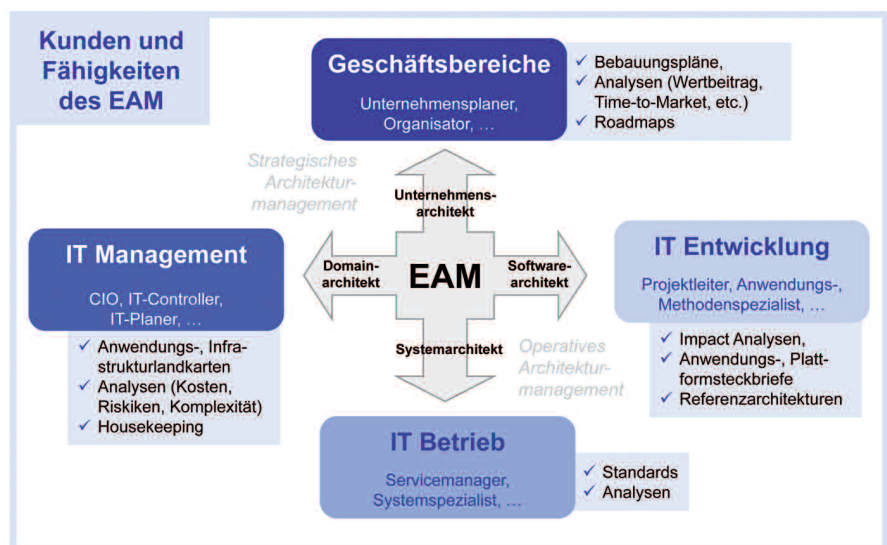 Kunden und
Fähigkeiten
des EAM
Geschäftsbereiche
Unternehmensplaner,
Organisator, …
✓ Bebauungspläne,
✓ Analysen (Wertbeitrag,
Time-to-Market, etc.)
✓ Roadmaps
Strategisches
Architektur-
management
Unternehmens-
architekt
IT Management
CIO, IT-Controller,
IT-Planer, …
✓ Anwendungs-, Infra-
strukturlandkarten
✓ Analysen (Kosten,
Riskiken, Komplexität)
✓ Housekeeping
Domain-
architekt
EAM
Software-
architekt
IT Entwicklung
Projektleiter, Anwendungs-,
Methodenspezialist, …
✓ Impact Analysen,
✓ Anwendungs-, Platt-
formsteckbriefe
✓ Referenzarchitekturen
Systemarchitekt
Operatives
Architektur-
management
IT Betrieb
Servicemanager,
Systemspezialist, …
✓ Standards
✓ Analysen